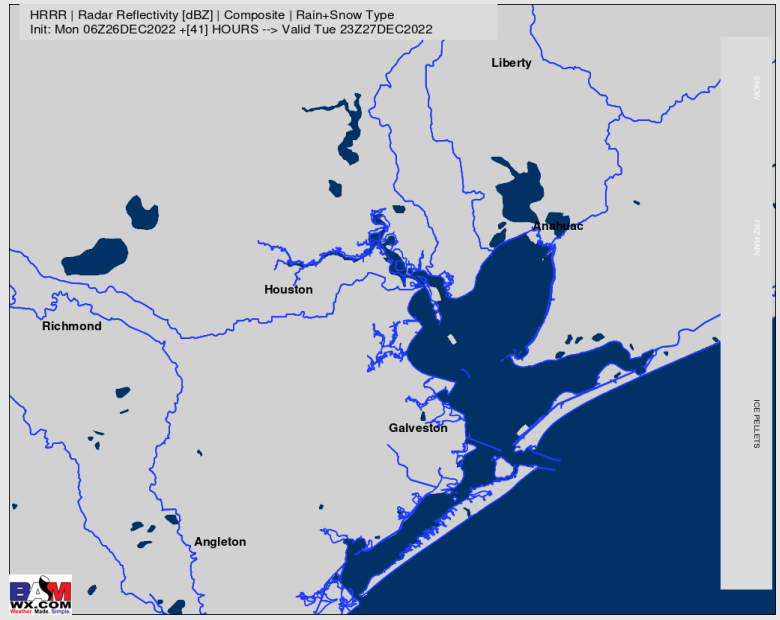 HRRR | Radar Reflectivity [dBZ] | Composite | Rain+Snow Type
Init: Mon 06Z26DEC2022 +[41] HOURS --> Valid Tue 23Z27DEC2022
Liberty
SNOW
Anahuac
FRZ RAIN
Houston
Richmond
ICE PELLETS
Galveston
Angleton
BAM
WX.COM
Weather. Made. Simple.